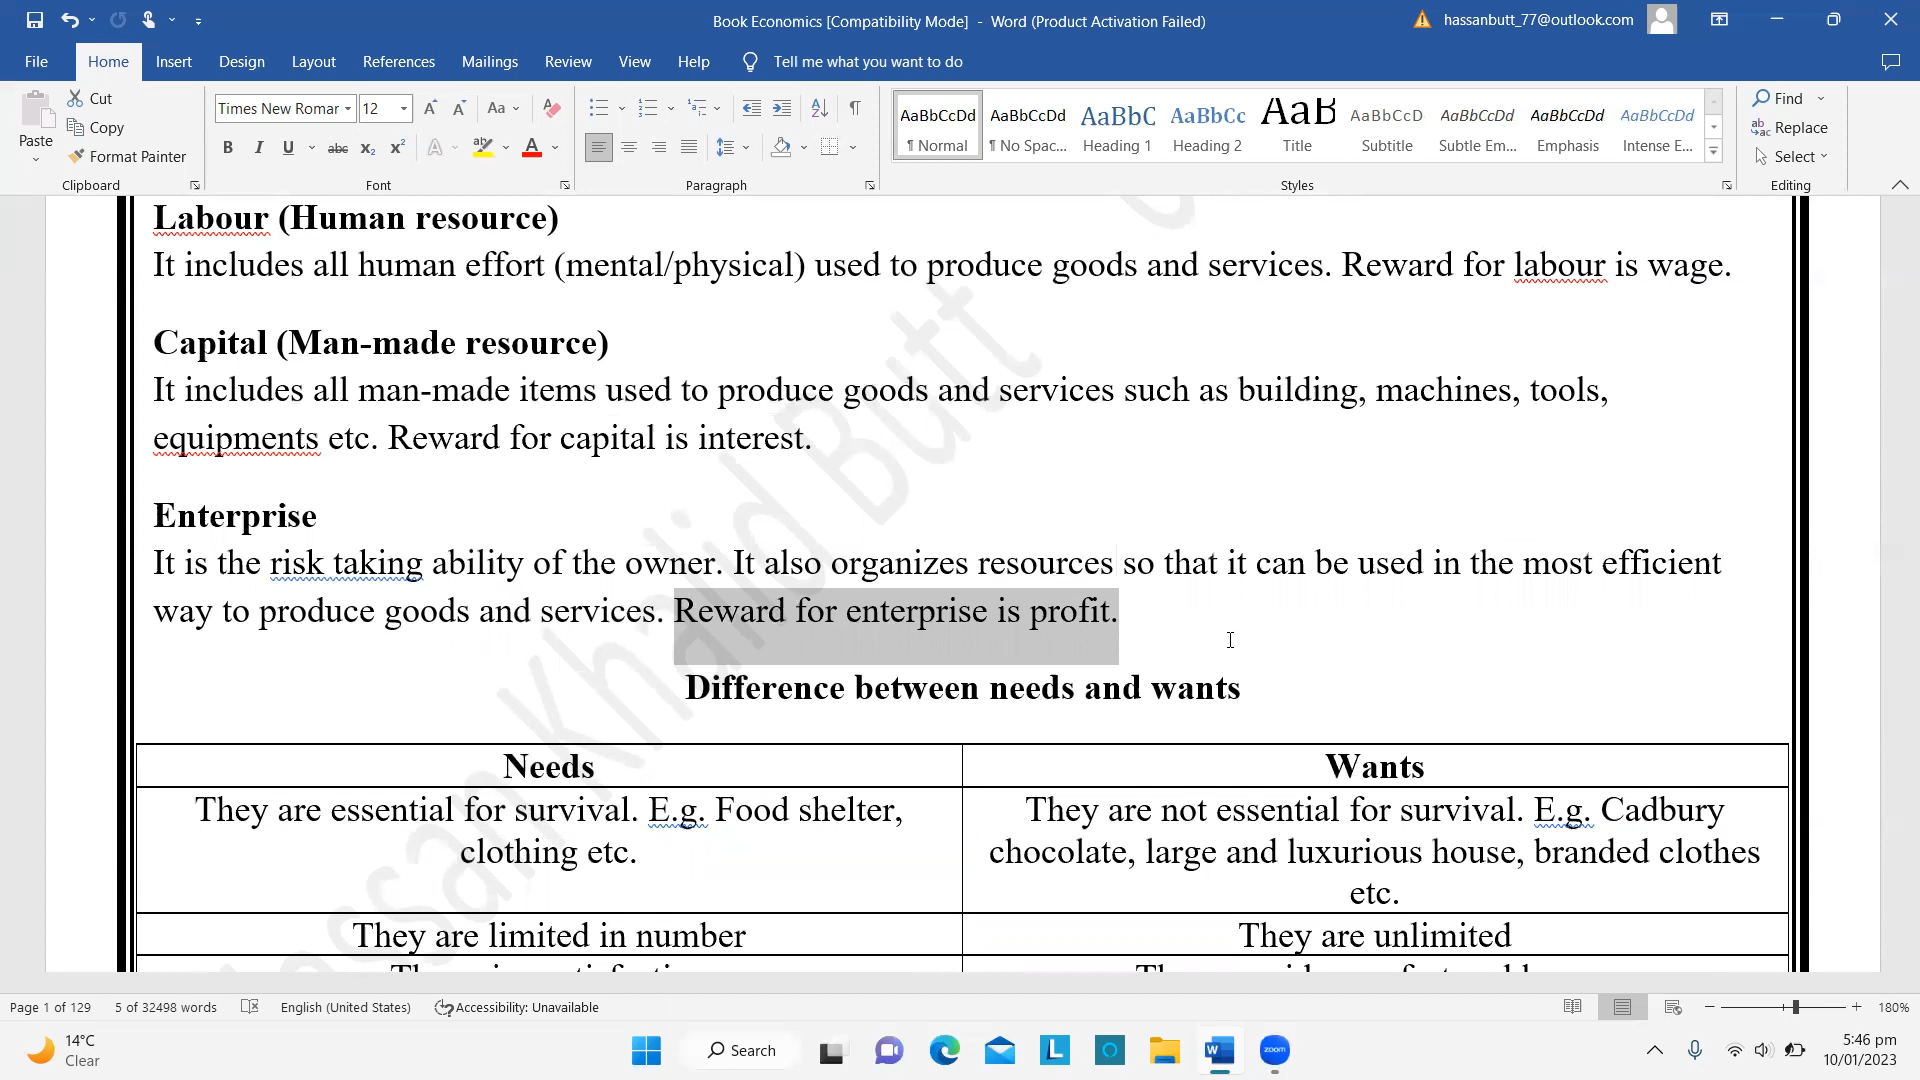 Book Economics [Compatibility Mode] - Word (Product Activation Failed)
hassanbutt_77@outlook.com
File Home Insert Design Layout References Mailings Review View Help Tell me what you want to do
Paste
Cut
Copy
Format Painter
Clipboard
Times New Roman 12
Font
Paragraph
AaBbCcDd AaBbCcDd AaBbC AaBbCc AaB AaBbCcD AaBbCcDd AaBbCcDd AaBbCcDd
¶ Normal ¶ No Spac... Heading 1 Heading 2 Title Subtitle Subtle Em... Emphasis Intense E...
Styles
Find
Replace
Select
Editing
Labour (Human resource)
It includes all human effort (mental/physical) used to produce goods and services. Reward for labour is wage.
Capital (Man-made resource)
It includes all man-made items used to produce goods and services such as building, machines, tools,
equipments etc. Reward for capital is interest.
Enterprise
It is the risk taking ability of the owner. It also organizes resources so that it can be used in the most efficient
way to produce goods and services. Reward for enterprise is profit.
Difference between needs and wants
Needs Wants
They are essential for survival. E.g. Food shelter,
clothing etc.
They are not essential for survival. E.g. Cadbury
chocolate, large and luxurious house, branded clothes
etc.
They are limited in number They are unlimited
Khalid Butt
Page 1 of 129 5 of 32498 words English (United States) Accessibility: Unavailable 180%
14°C
Clear
Search
zoom
5:46 pm
10/01/2023